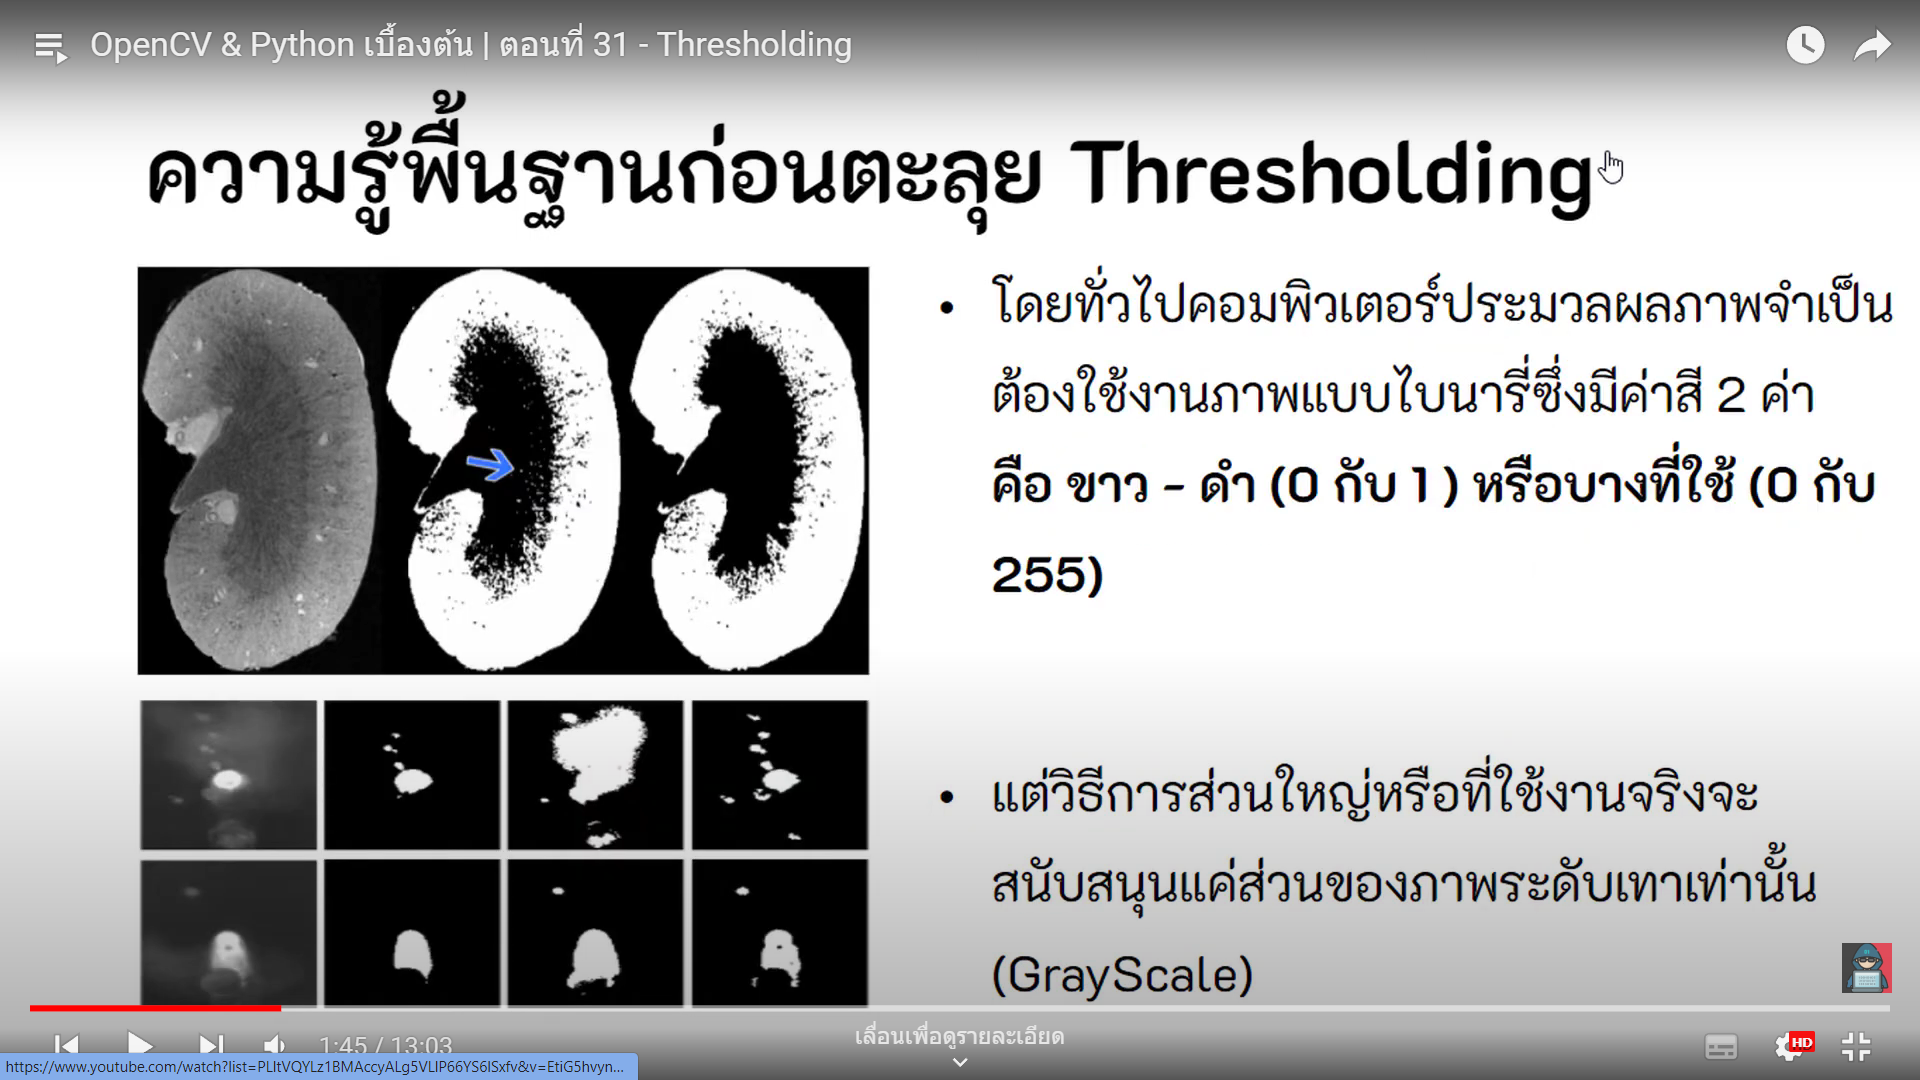 OpenCV & Python เบื้องต้น | ตอนที่ 31 - Thresholding
ความรู้พื้นฐานก่อนตะลุย Thresholding
• โดยทั่วไปคอมพิวเตอร์ประมวลผลภาพจำเป็น
ต้องใช้งานภาพแบบไบนารี่ซึ่งมีค่าสี 2 ค่า
คือ ขาว - ดำ (0 กับ 1 ) หรือบางที่ใช้ (0 กับ
255)
• แต่วิธีการส่วนใหญ่หรือที่ใช้งานจริงจะ
สนับสนุนแค่ส่วนของภาพระดับเทาเท่านั้น
(GrayScale)
1:45 / 13:03
เลื่อนเพื่อดูรายละเอียด
HD
https://www.youtube.com/watch?list=PLltVQYLz1BMAccyALg5VLlP66YS6lSxfv&v=EtiG5hvyn...